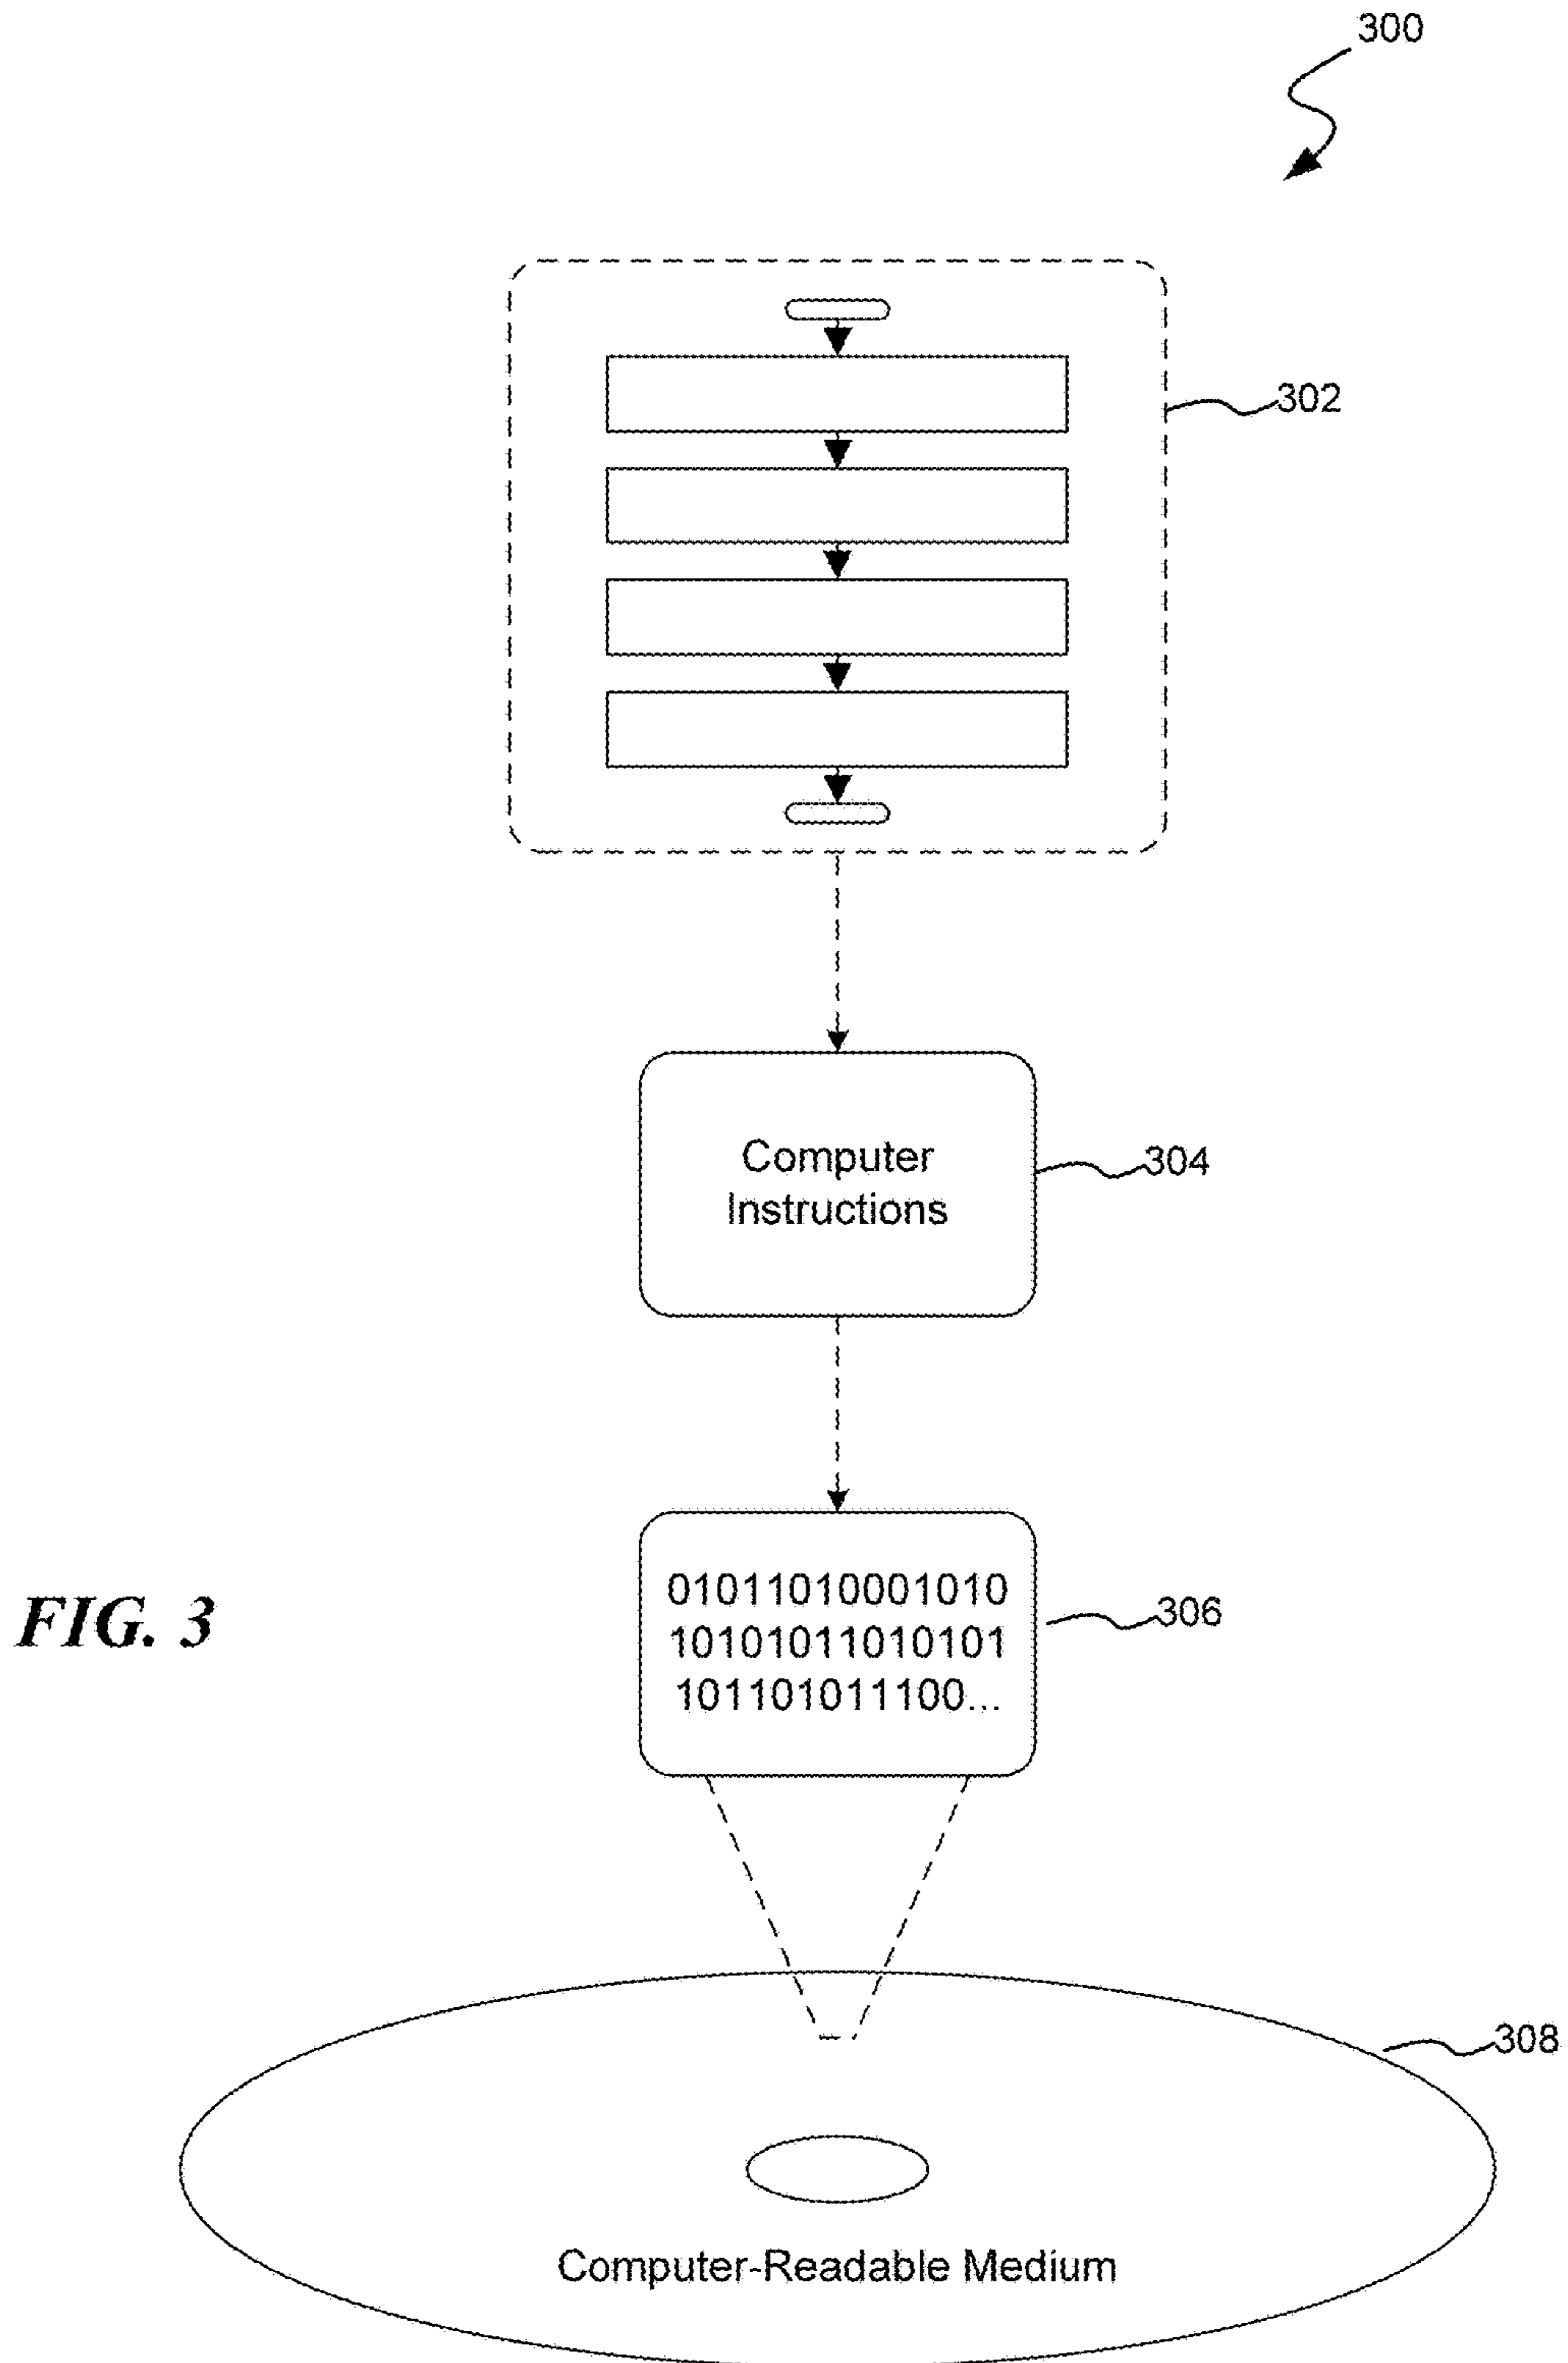 300
302
Computer
Instructions
304
01011010001010
10101011010101
101101011100...
306
FIG. 3
308
Computer-Readable Medium